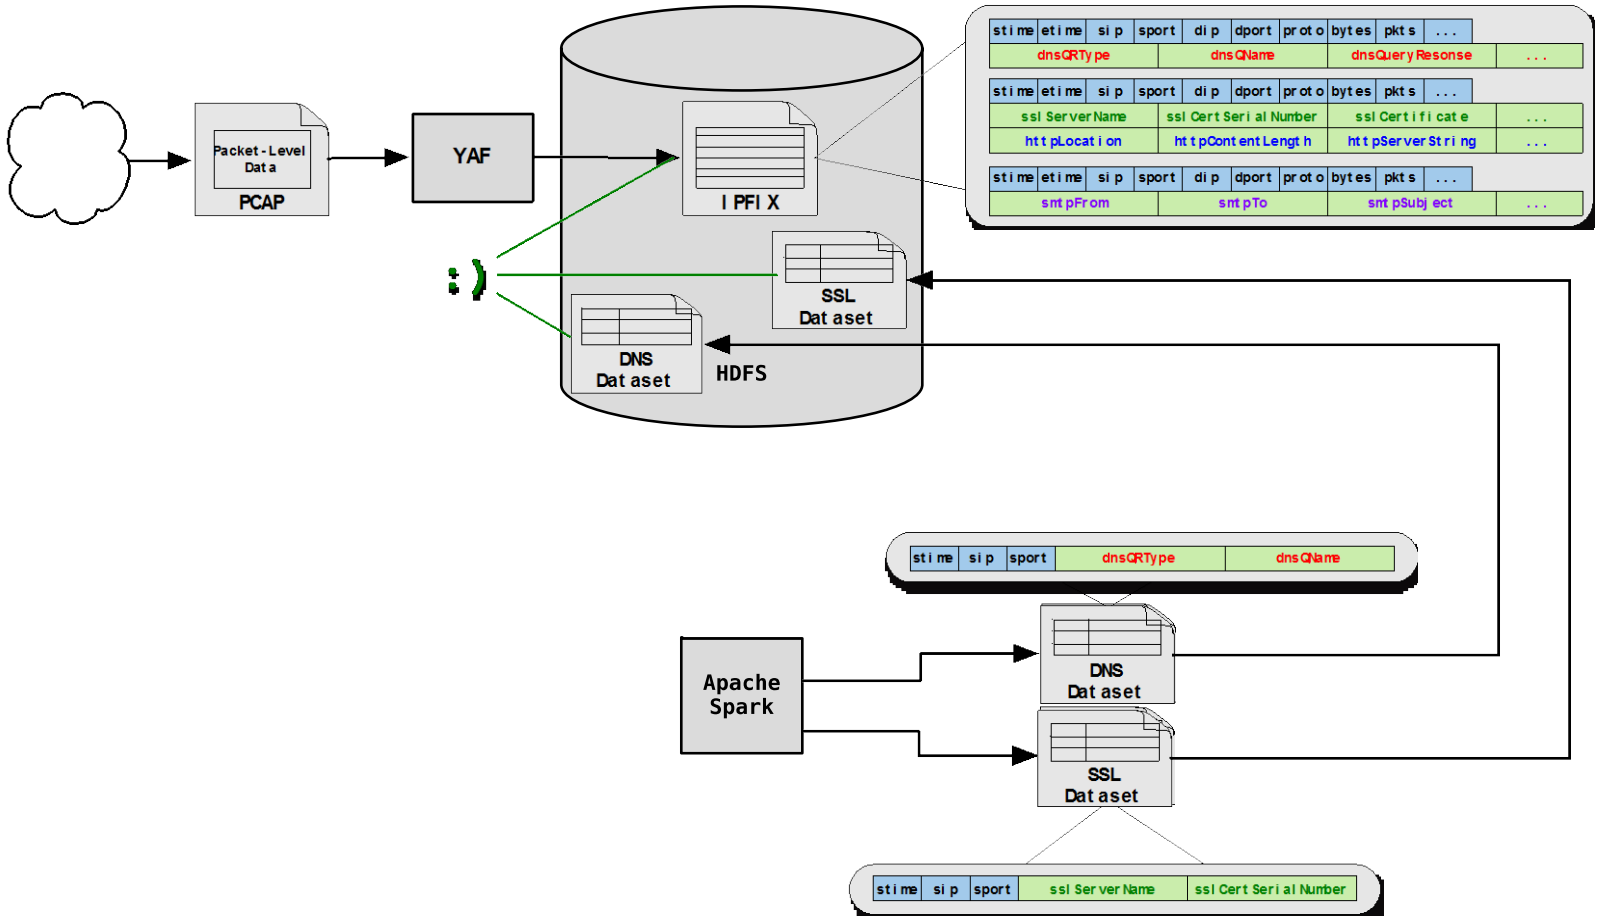 stime etime sip sport dip dport proto bytes pkts ...
dnsQRType dnsQName dnsQueryResonse ...
stime etime sip sport dip dport proto bytes pkts ...
sslServerName sslCertSerialNumber sslCertificate ...
httpLocation httpContentLength httpServerString ...
stime etime sip sport dip dport proto bytes pkts ...
smtpFrom smtpTo smtpSubject ...
Packet-Level
Data
PCAP
YAF
IPFIX
:)
SSL
Dataset
DNS
Dataset
HDFS
stime sip sport dnsQRType dnsQName
Apache
Spark
DNS
Dataset
SSL
Dataset
stime sip sport sslServerName sslCertSerialNumber